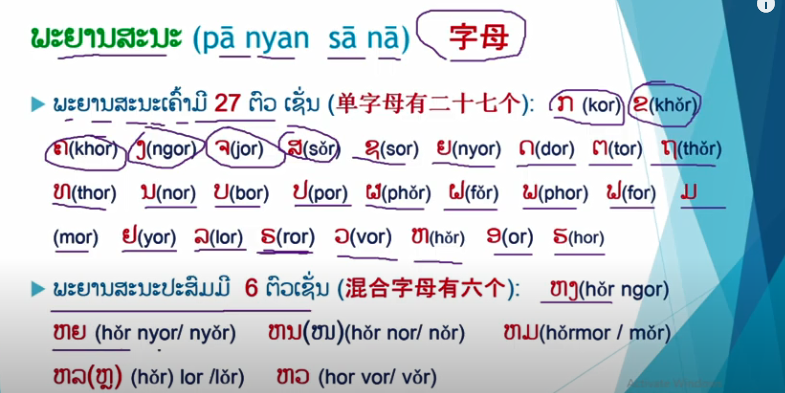 ພະຍານສະນະ (pā nyan sā nā) 字母
ພະຍານສະນະເຄົ້າມີ 27 ຕົວ ເຊັ່ນ (单字母有二十七个): ກ (kor) ຂ(khǒr)
ຄ(khor) ງ(ngor) ຈ(jor) ສ(sǒr) ຊ(sor) ຍ(nyor) ດ(dor) ຕ(tor) ຖ(thǒr)
ທ(thor) ນ(nor) ບ(bor) ປ(por) ຜ(phǒr) ຝ(fǒr) ພ(phor) ຟ(for) ມ
(mor) ຢ(yor) ລ(lor) ຣ(ror) ວ(vor) ຫ(hǒr) ອ(or) ຮ(hor)
ພະຍານສະນະປະສົມມີ 6 ຕົວເຊັ່ນ (混合字母有六个): ຫງ(hǒr ngor)
ຫຍ (hǒr nyor/ nyǒr) ຫນ(ໜ)(hǒr nor/ nǒr) ຫມ(hǒrmor / mǒr)
ຫລ(ຫຼ) (hǒr) lor /lǒr) ຫວ (hor vor/ vǒr)
Activate Windows